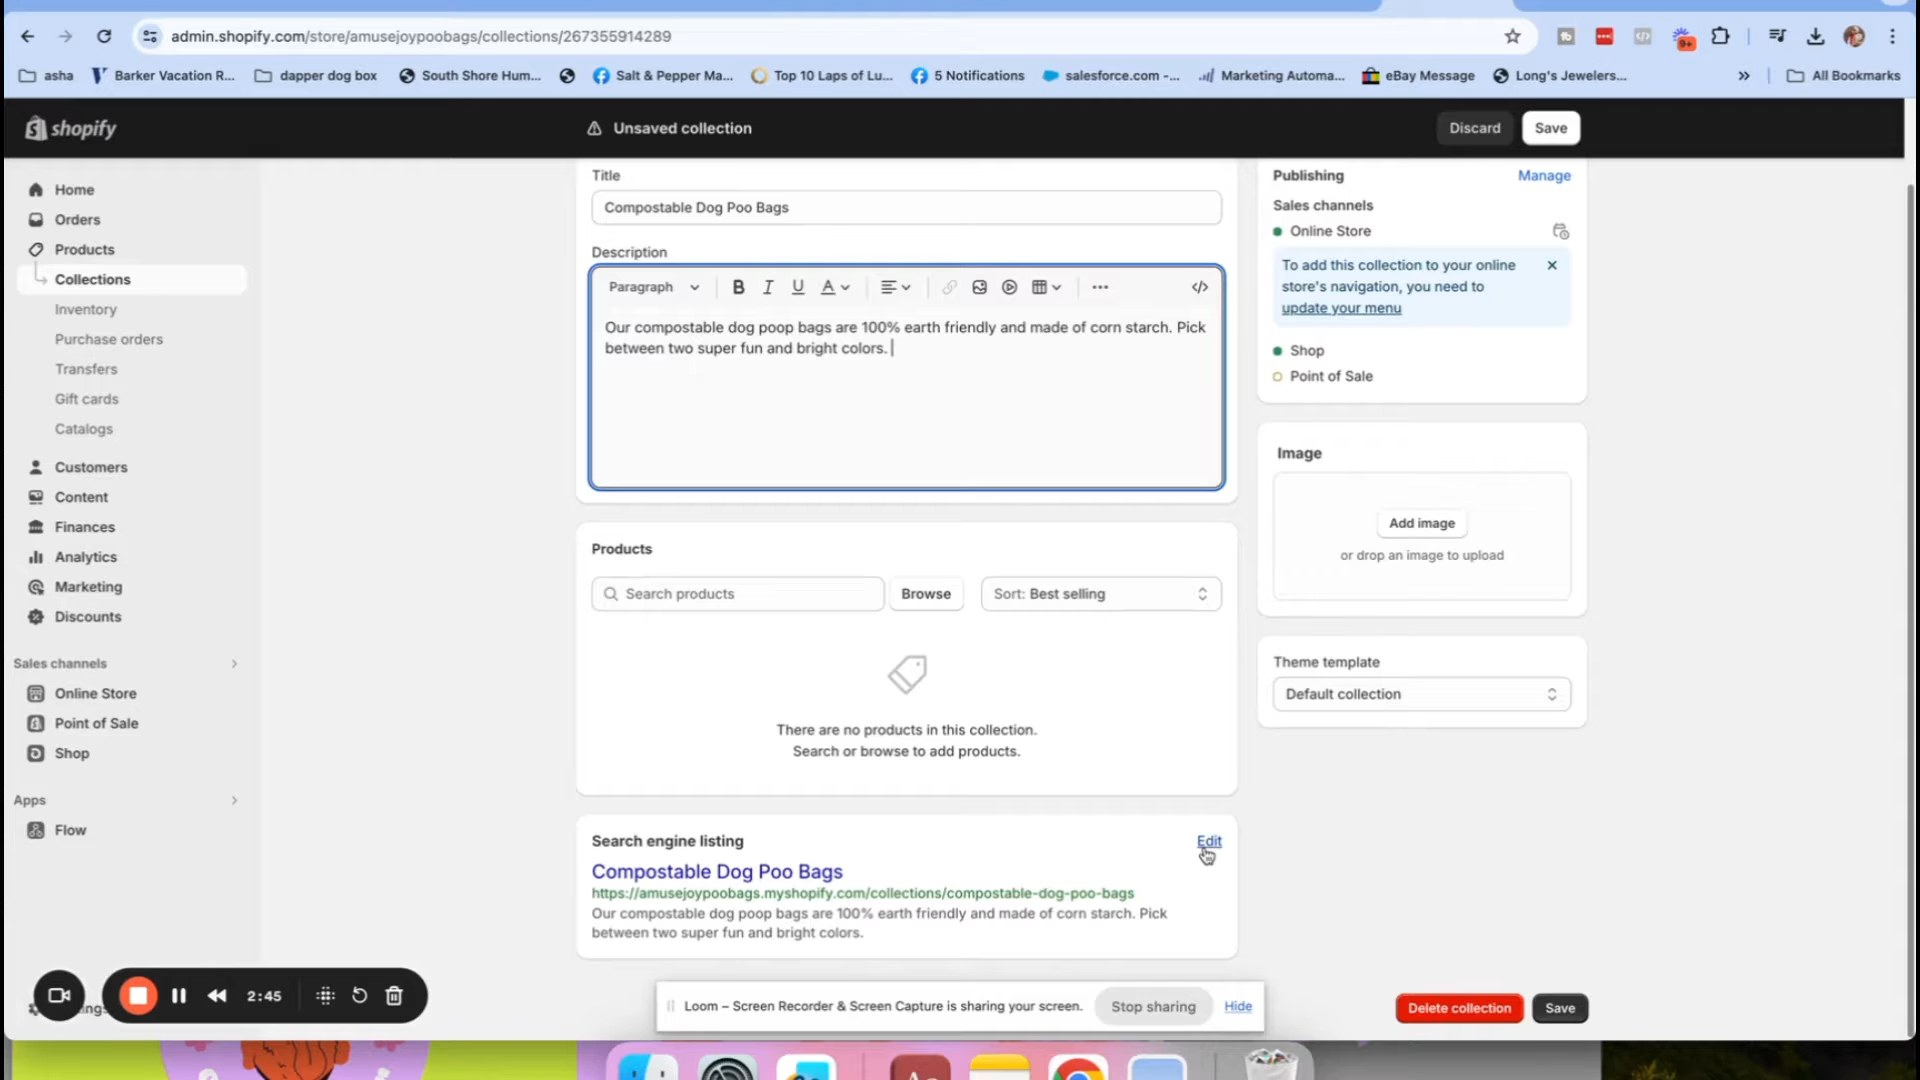 admin.shopify.com/store/amusejoypoobags/collections/267355914289
9+
asha
Barker Vacation R...
dapper dog box
South Shore Hum...
Salt & Pepper Ma...
Top 10 Laps of Lu...
5 Notifications
salesforce.com -...
Marketing Automa...
eBay Message
Long's Jewelers...
»
All Bookmarks
shopify
Unsaved collection
Discard
Save
Home
Orders
Products
Collections
Inventory
Purchase orders
Transfers
Gift cards
Catalogs
Customers
Content
Finances
Analytics
Marketing
Discounts
Sales channels
Online Store
Point of Sale
Shop
Apps
Flow
Title
Compostable Dog Poo Bags
Description
Paragraph
B I U A
Our compostable dog poop bags are 100% earth friendly and made of corn starch. Pick
between two super fun and bright colors.
Products
Search products
Browse
Sort: Best selling
There are no products in this collection.
Search or browse to add products.
Search engine listing
Edit
Compostable Dog Poo Bags
https://amusejoypoobags.myshopify.com/collections/compostable-dog-poo-bags
Our compostable dog poop bags are 100% earth friendly and made of corn starch. Pick
between two super fun and bright colors.
Publishing
Manage
Sales channels
Online Store
To add this collection to your online
store's navigation, you need to
update your menu
Shop
Point of Sale
Image
Add image
or drop an image to upload
Theme template
Default collection
2:45
Loom – Screen Recorder & Screen Capture is sharing your screen.
Stop sharing
Hide
Delete collection
Save